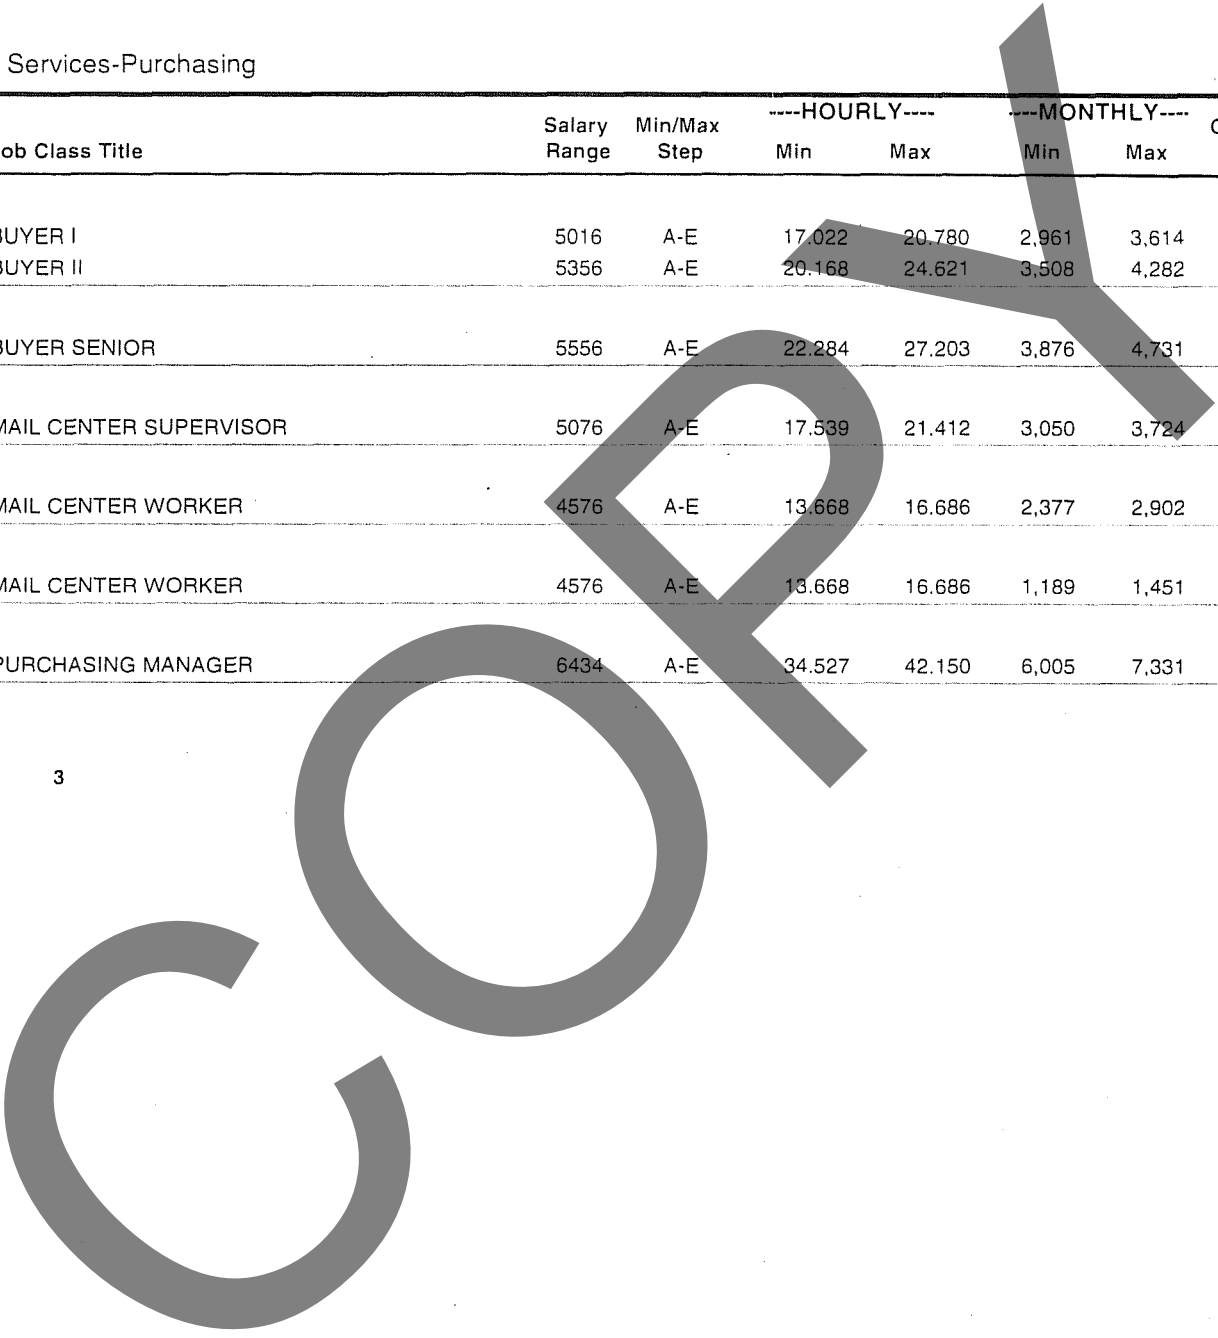 Services-Purchasing
----HOURLY---- ----MONTHLY----
Salary Min/Max
ob Class Title Range Step Min Max Min Max
BUYER I 5016 A-E 17.022 20.780 2,961 3,614
BUYER II 5356 A-E 20.168 24.621 3,508 4,282
BUYER SENIOR 5556 A-E 22.284 27.203 3,876 4,731
MAIL CENTER SUPERVISOR 5076 A-E 17.539 21.412 3,050 3,724
MAIL CENTER WORKER 4576 A-E 13.668 16.686 2,377 2,902
MAIL CENTER WORKER 4576 A-E 13.668 16.686 1,189 1,451
PURCHASING MANAGER 6434 A-E 34.527 42.150 6,005 7,331
3
COPY